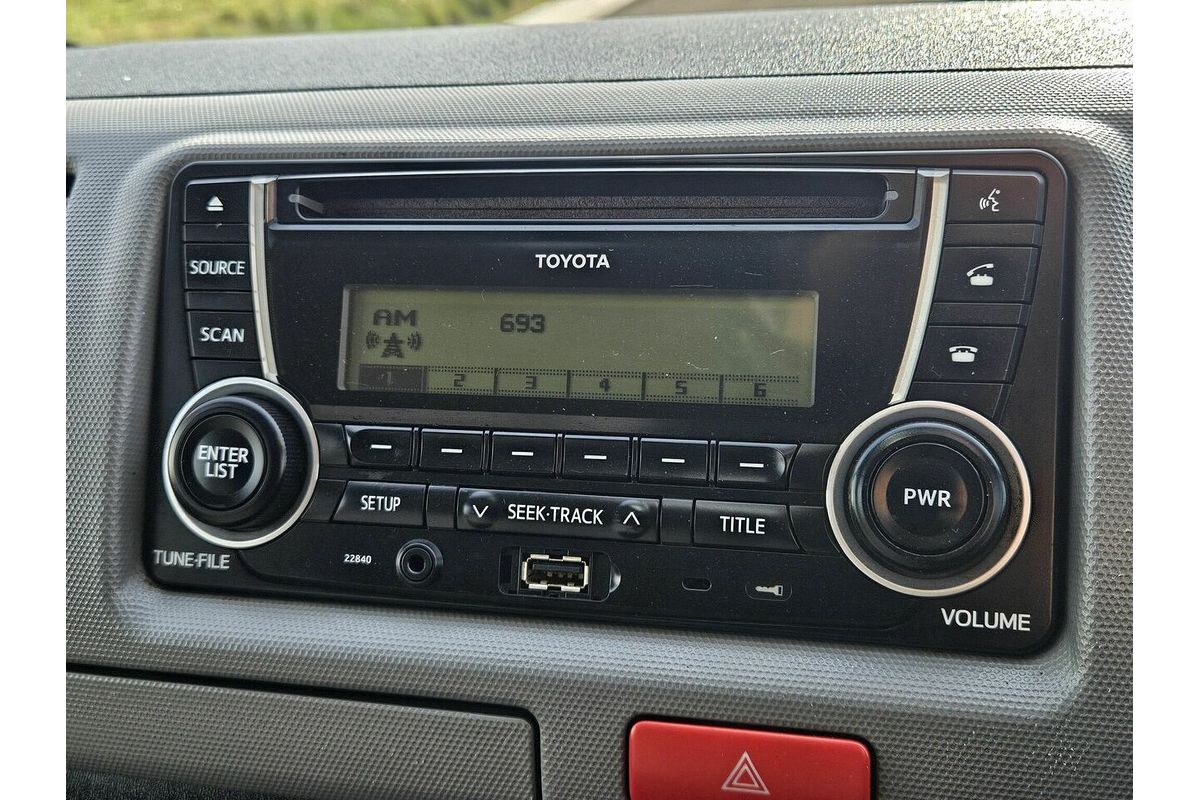 TOYOTA
SOURCE
SCAN
AM 693
1 2 3 4 5 6
ENTER
LIST
SETUP
SEEK·TRACK
TITLE
PWR
TUNE·FILE
22840
VOLUME